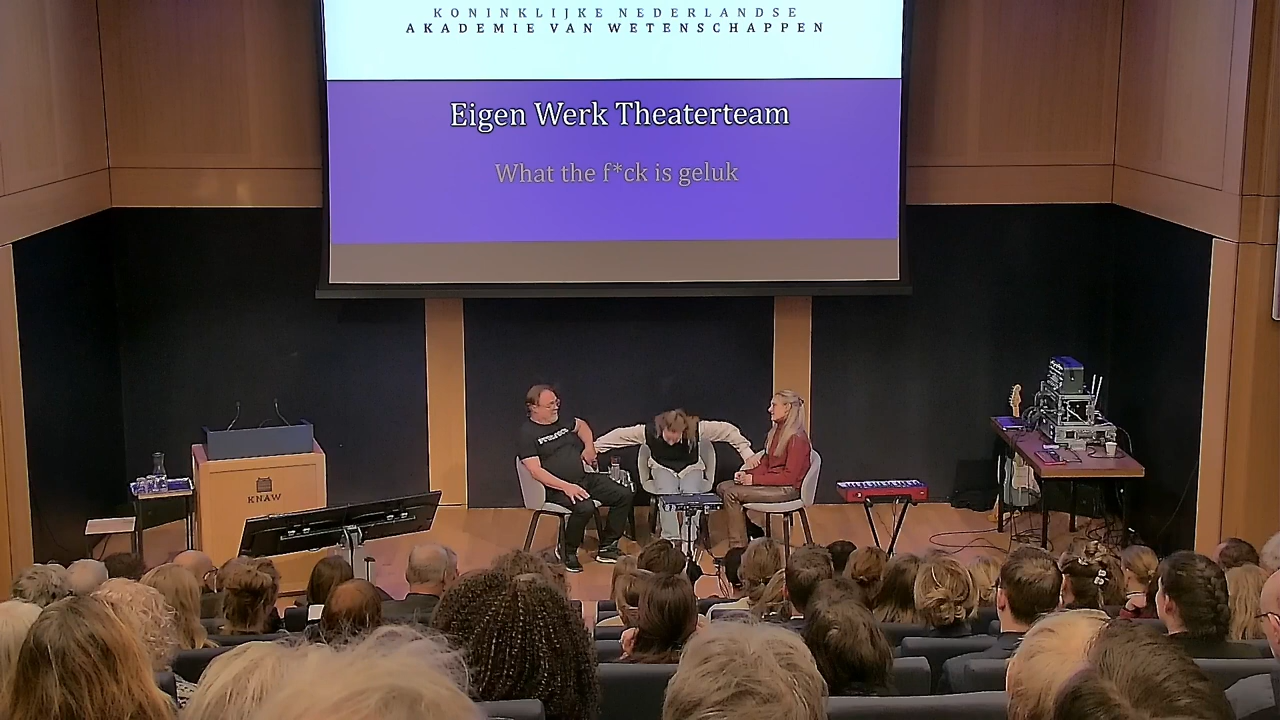 KONINKLIJKE NEDERLANDSE
AKADEMIE VAN WETENSCHAPPEN
Eigen Werk Theaterteam
What the f*ck is geluk
KNAW